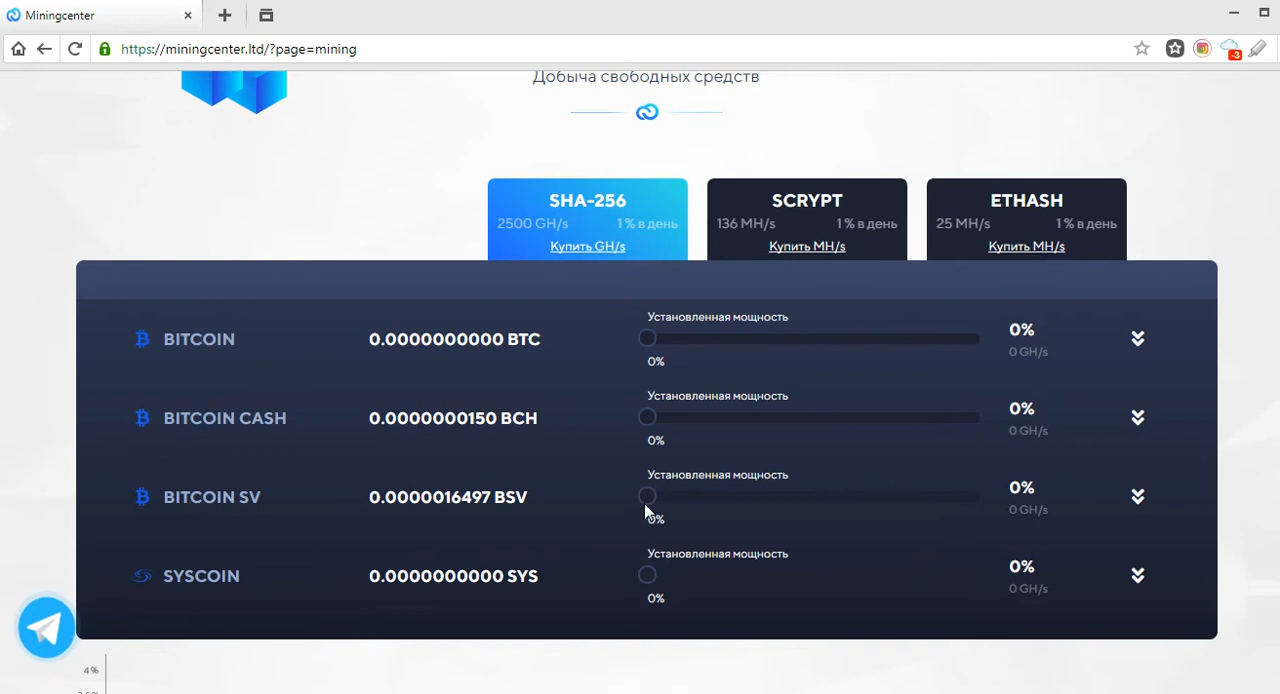 Miningcenter
https://miningcenter.ltd/?page=mining
-3
Добыча свободных средств
SHA-256
2500 GH/s 1 % в день
Купить GH/s
SCRYPT
136 MH/s 1 % в день
Купить MH/s
ETHASH
25 MH/s 1 % в день
Купить MH/s
Установленная мощность
BITCOIN 0.0000000000 BTC 0%
0 GH/s
0%
Установленная мощность
BITCOIN CASH 0.0000000150 BCH 0%
0 GH/s
0%
Установленная мощность
BITCOIN SV 0.0000016497 BSV 0%
0 GH/s
0%
Установленная мощность
SYSCOIN 0.0000000000 SYS 0%
0 GH/s
0%
4%